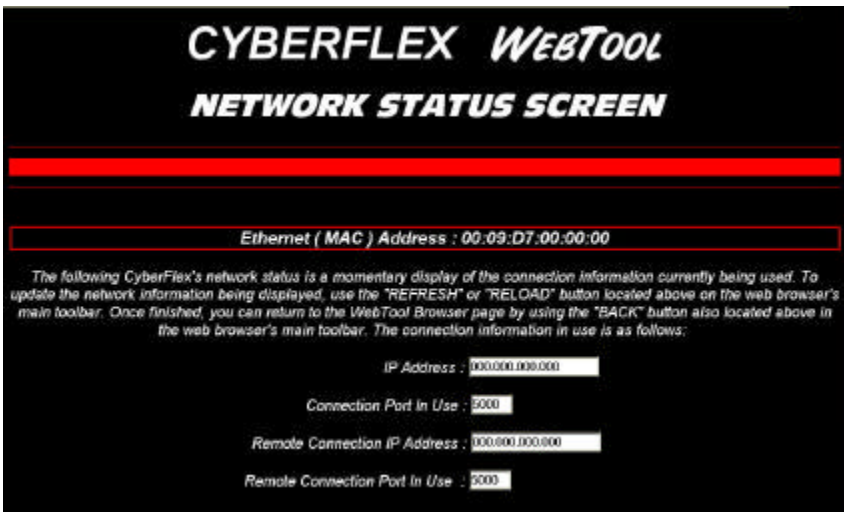 CYBERFLEX WEBTOOL
NETWORK STATUS SCREEN
Ethernet ( MAC ) Address : 00:09:D7:00:00:00
The following CyberFlex's network status is a momentary display of the connection information currently being used. To
update the network information being displayed, use the "REFRESH" or "RELOAD" button located above on the web browser's
main toolbar. Once finished, you can return to the WebTool Browser page by using the "BACK" button also located above in
the web browser's main toolbar. The connection information in use is as follows:
IP Address : 000.000.000.000
Connection Port In Use : 5000
Remote Connection IP Address : 000.000.000.000
Remote Connection Port In Use : 5000